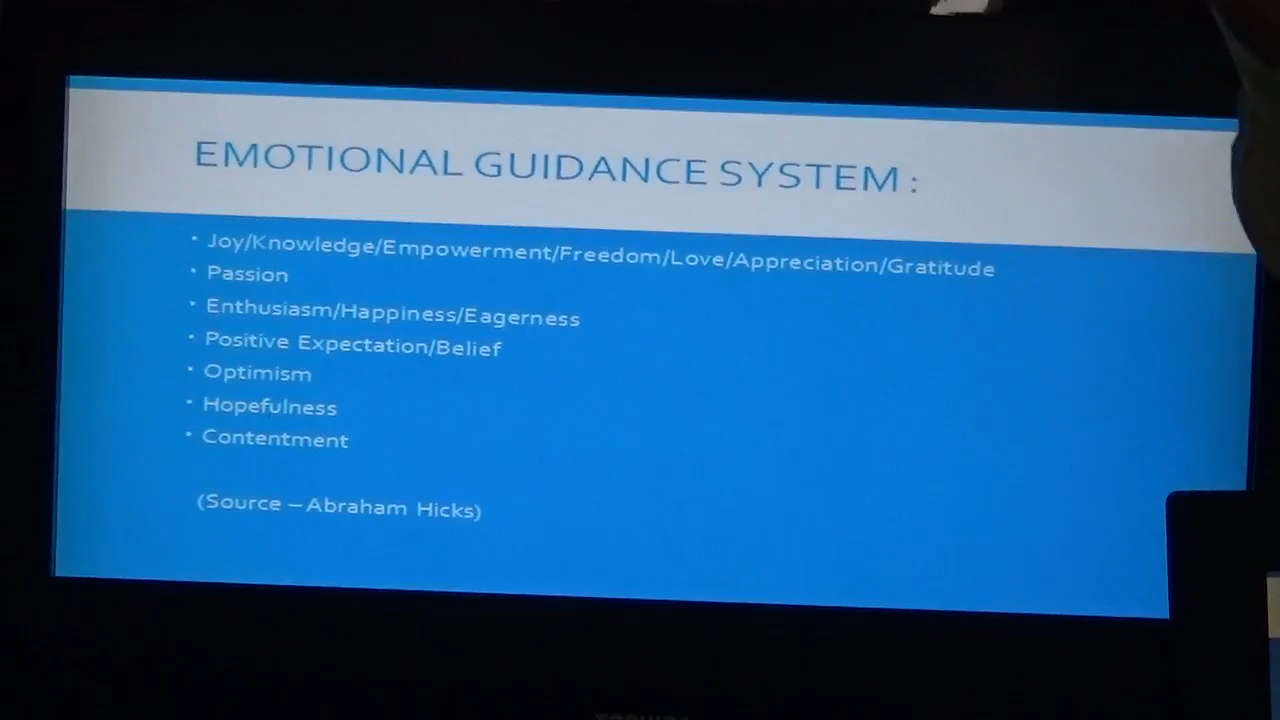 EMOTIONAL GUIDANCE SYSTEM :
• Joy/Knowledge/Empowerment/Freedom/Love/Appreciation/Gratitude
• Passion
• Enthusiasm/Happiness/Eagerness
• Positive Expectation/Belief
• Optimism
• Hopefulness
• Contentment
(Source – Abraham Hicks)